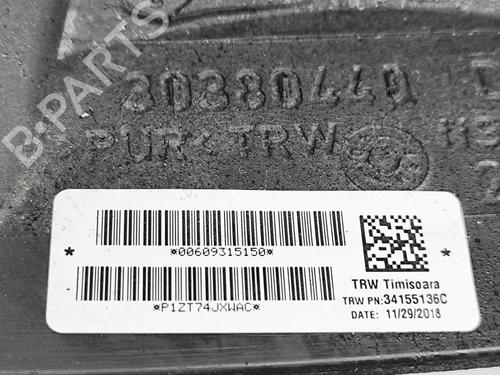 B-PARTS
30380440
PUR< TRW
*00609315150*
*P1ZT74JXWAC*
TRW Timisoara
TRW PN:34155136C
DATE: 11/29/2018